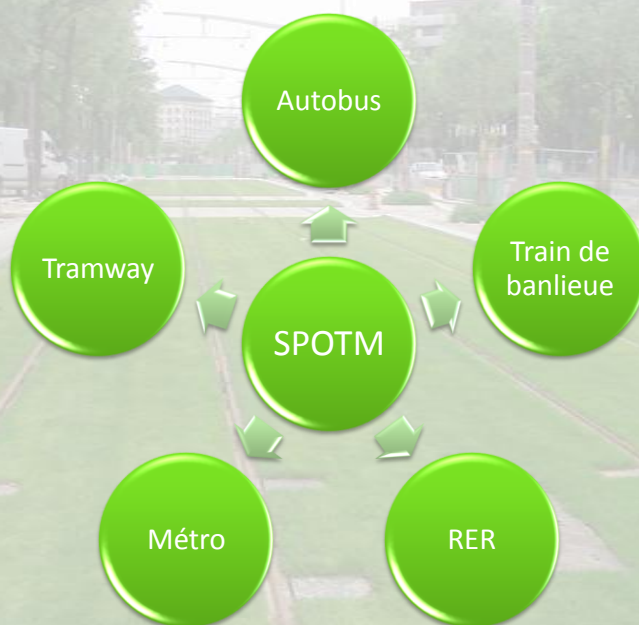 Autobus
Tramway
Train de
banlieue
SPOTM
Métro
RER